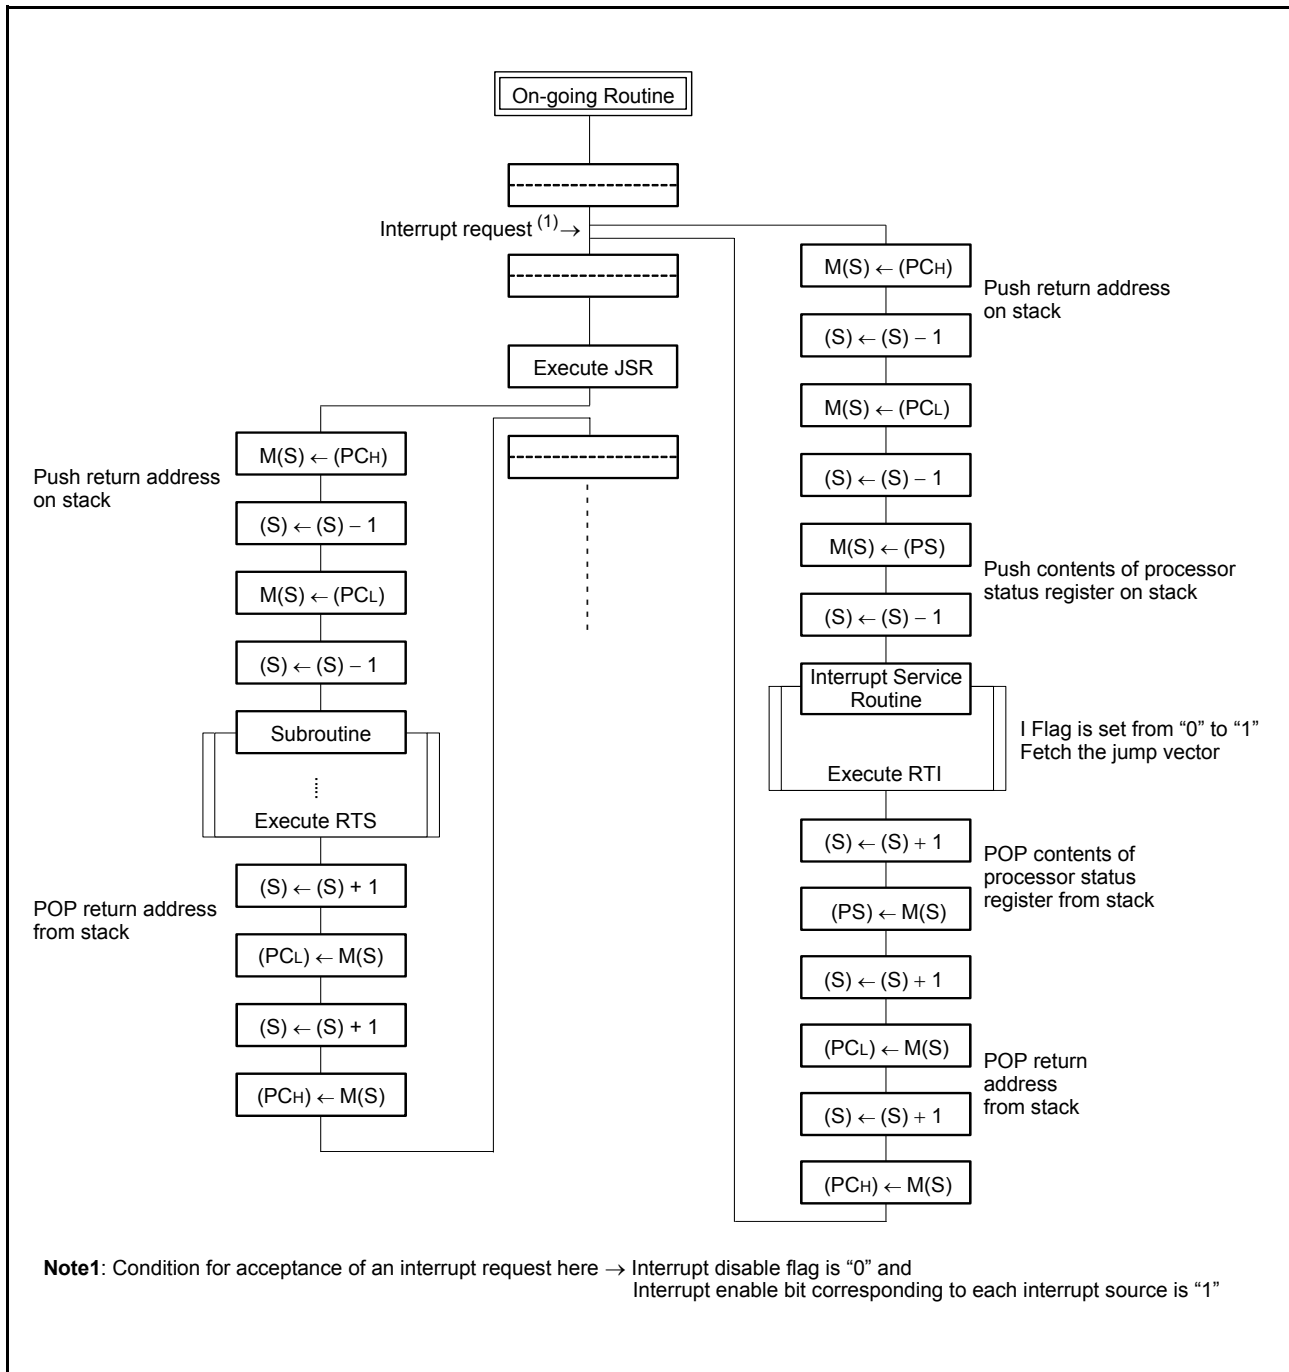 On-going Routine
Interrupt request (1)→
Execute JSR
Push return address
on stack
M(S) ← (PCH)
(S) ← (S) − 1
M(S) ← (PCL)
(S) ← (S) − 1
Subroutine
Execute RTS
POP return address
from stack
(S) ← (S) + 1
(PCL) ← M(S)
(S) ← (S) + 1
(PCH) ← M(S)
M(S) ← (PCH)
Push return address
on stack
(S) ← (S) − 1
M(S) ← (PCL)
(S) ← (S) − 1
M(S) ← (PS)
Push contents of processor
status register on stack
(S) ← (S) − 1
Interrupt Service
Routine
I Flag is set from “0” to “1”
Fetch the jump vector
Execute RTI
(S) ← (S) + 1
POP contents of
processor status
register from stack
(PS) ← M(S)
(S) ← (S) + 1
(PCL) ← M(S)
POP return
address
from stack
(S) ← (S) + 1
(PCH) ← M(S)
Note1: Condition for acceptance of an interrupt request here → Interrupt disable flag is “0” and
Interrupt enable bit corresponding to each interrupt source is “1”